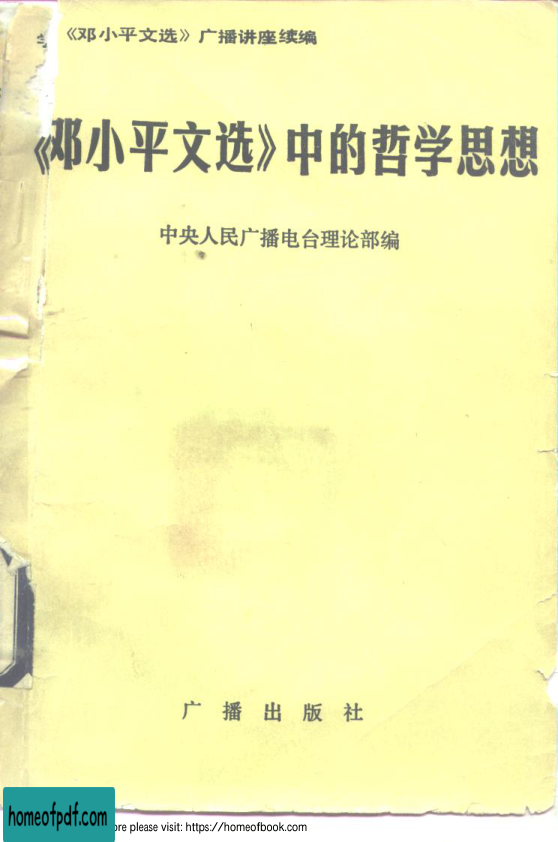 《邓小平文选》广播讲座续编
《邓小平文选》中的哲学思想
中央人民广播电台理论部编
广播出版社
homeofpdf.com
ore please visit: https://homeofbook.com